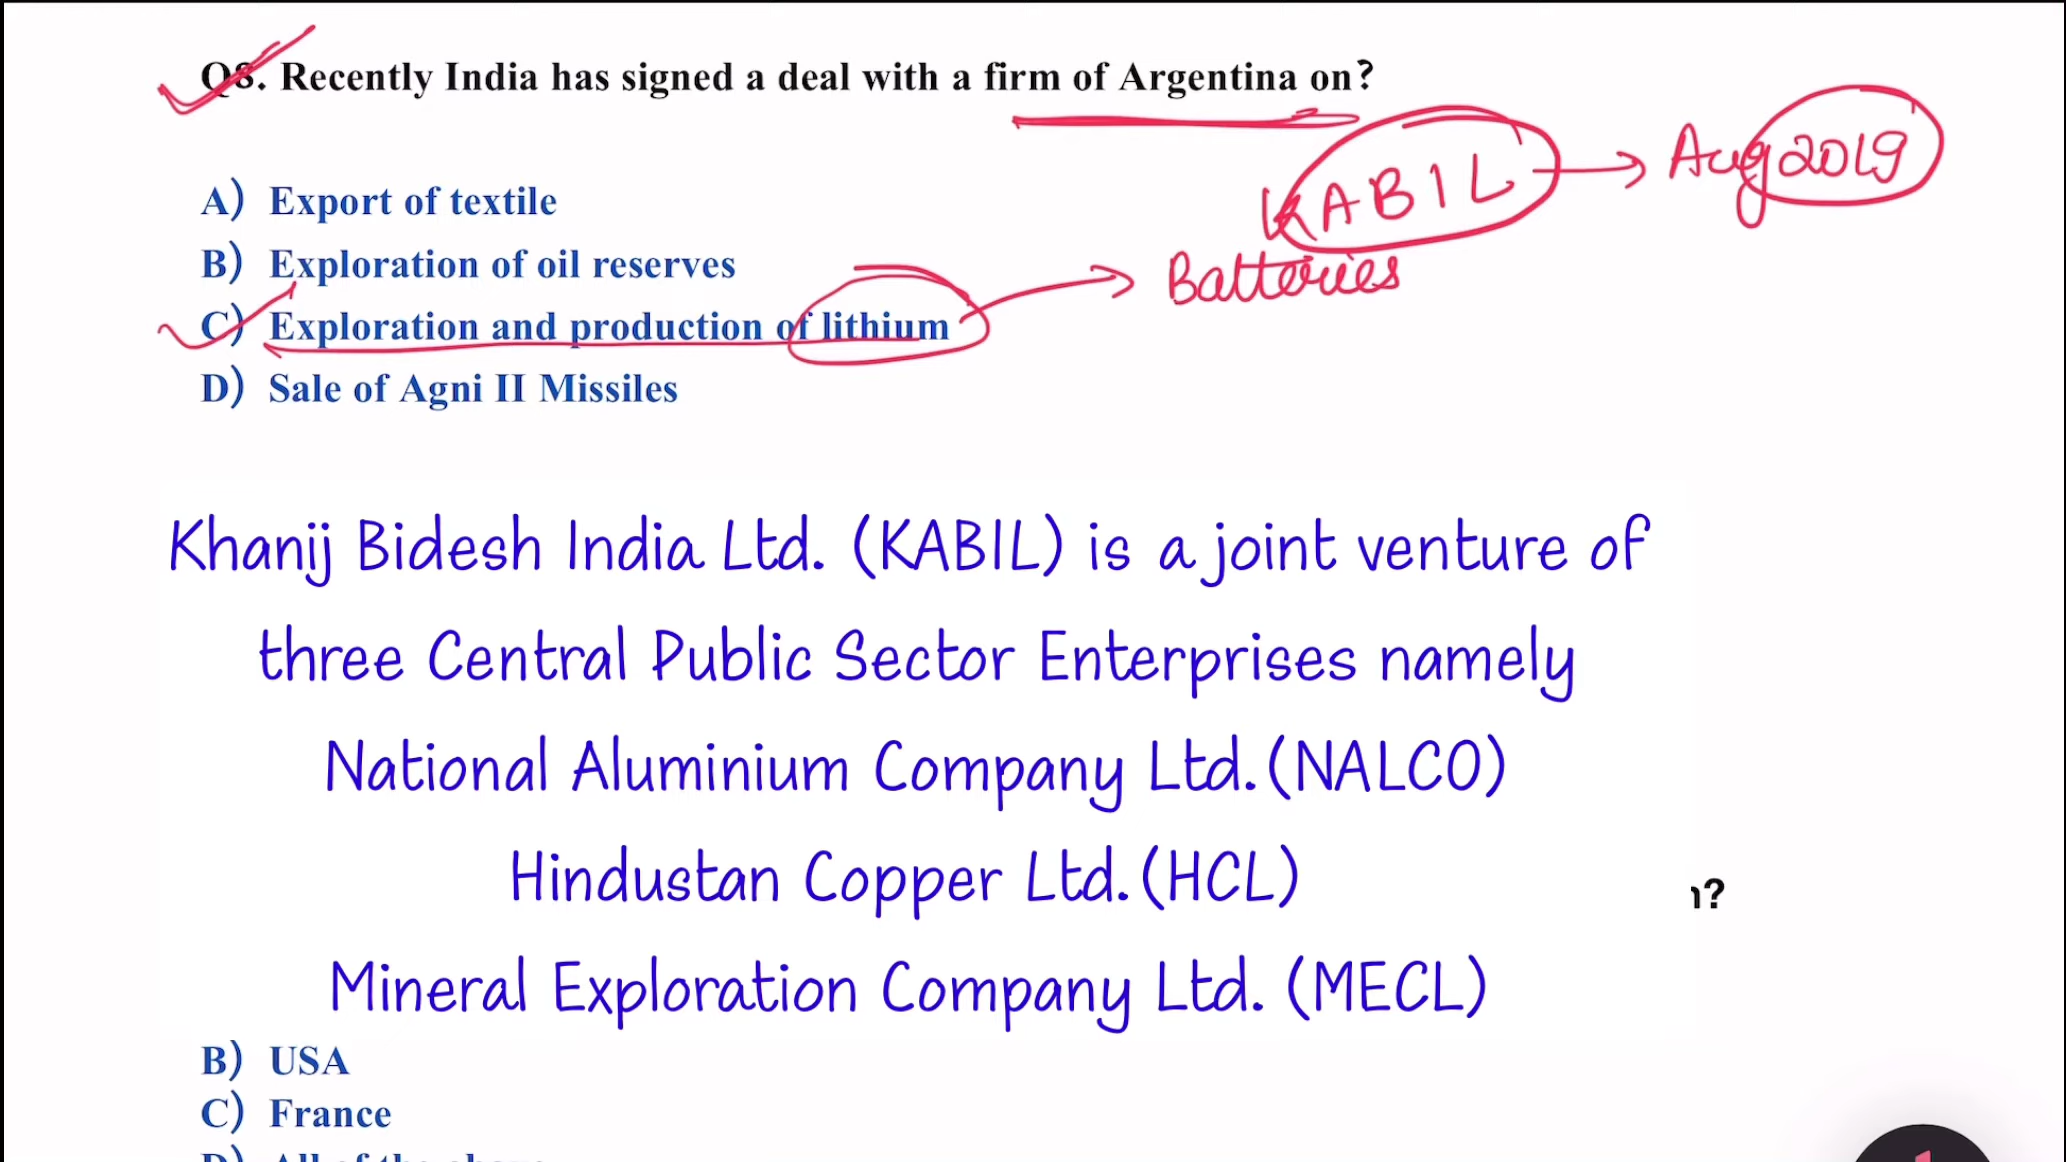 Q8. Recently India has signed a deal with a firm of Argentina on?
KABIL → Aug 2019
A) Export of textile
B) Exploration of oil reserves
Batteries
C) Exploration and production of lithium
D) Sale of Agni II Missiles
Khanij Bidesh India Ltd. (KABIL) is a joint venture of
three Central Public Sector Enterprises namely
National Aluminium Company Ltd.(NALCO)
Hindustan Copper Ltd.(HCL)
?
Mineral Exploration Company Ltd. (MECL)
B) USA
C) France